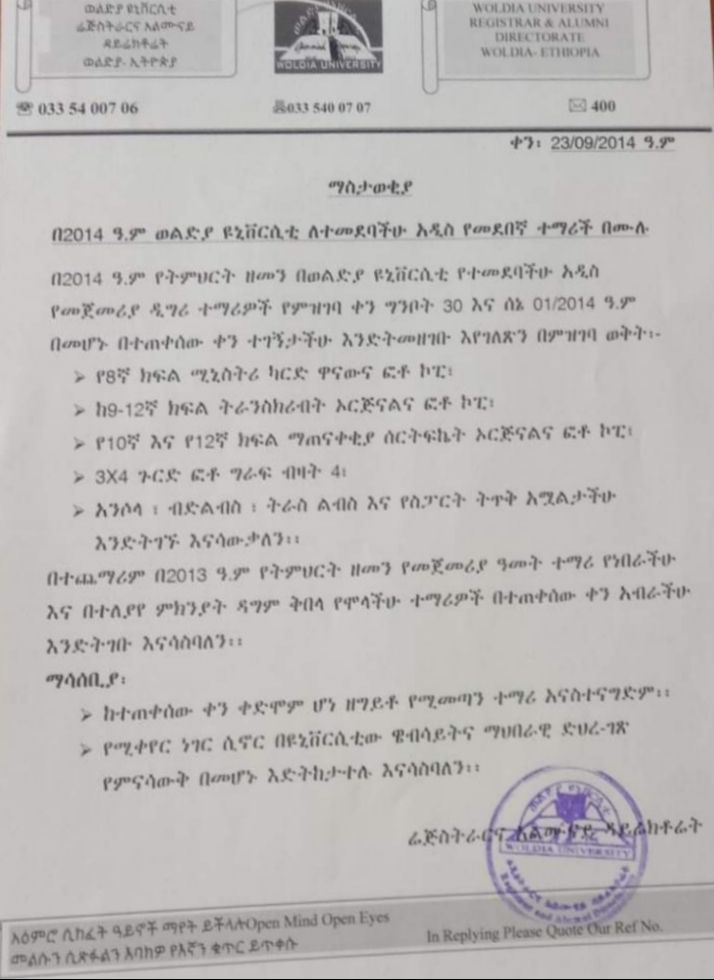 ወልድያ ዩኒቨርሲቲ
ሬጅስትራርና አልሙናይ
ዳይሬክቶሬት
ወልድያ- ኢትዮጵያ
WOLDIA UNIVERSITY
WOLDIA UNIVERSITY
REGISTRAR & ALUMNI
DIRECTORATE
WOLDIA- ETHIOPIA
033 54 007 06
033 540 07 07
400
ቀን፡ 23/09/2014 ዓ.ም
ማስታወቂያ
በ2014 ዓ.ም ወልድያ ዩኒቨርሲቲ ለተመደባችሁ አዲስ የመደበኛ ተማሪች በሙሉ
በ2014 ዓ.ም የትምህርት ዘመን በወልድያ ዩኒቨርሲቲ የተመደባችሁ አዲስ
የመጀመሪያ ዲግሪ ተማሪዎች የምዝገባ ቀን ግንቦት 30 እና ሰኔ 01/2014 ዓ.ም
በመሆኑ በተጠቀሰው ቀን ተገኝታችሁ እንድትመዘገቡ እየገለጽን በምዝገባ ወቅት፡-
➢ የ8ኛ ክፍል ሚኒስትሪ ካርድ ዋናውና ፎቶ ኮፒ፣
➢ ከ9-12ኛ ክፍል ትራንስክሪብት ኦርጅናልና ፎቶ ኮፒ፣
➢ የ10ኛ እና የ12ኛ ክፍል ማጠናቀቂያ ሰርትፍኬት ኦርጅናልና ፎቶ ኮፒ፣
➢ 3X4 ጉርድ ፎቶ ግራፍ ብዛት 4፣
➢ አንሶላ ፣ ብድልብስ ፣ ትራስ ልብስ እና የስፖርት ትጥቅ አሟልታችሁ
እንድትገኙ እናሳውቃለን፡፡
በተጨማሪም በ2013 ዓ.ም የትምህርት ዘመን የመጀመሪያ ዓመት ተማሪ የነበራችሁ
እና በተለያየ ምክንያት ዳግም ቅበላ የሞላችሁ ተማሪዎች በተጠቀሰው ቀን አብራችሁ
እንድትገቡ እናሳስባለን፡፡
ማሳሰቢያ፡
➢ ከተጠቀሰው ቀን ቀድሞም ሆነ ዘግይቶ የሚመጣን ተማሪ አናስተናግድም፡፡
➢ የሚቀየር ነገር ሲኖር በዩኒቨርሲቲው ዌብሳይትና ማህበራዊ ድህረ-ገጽ
የምናሳውቅ በመሆኑ እድትከታተሉ እናሳስባለን፡፡
ሬጅስትራርና አልሙናይ ዳይሬክቶሬት
ወልድያ ዩኒቨርሲቲ
WOLDIA UNIVERSITY
አዕምሮ ሲከፈት ዓይኖች ማየት ይችላሉOpen Mind Open Eyes
መልሱን ሲጽፉልን እባክዎ የእኛን ቁጥር ይጥቀሱ
In Replying Please Quote Our Ref No.